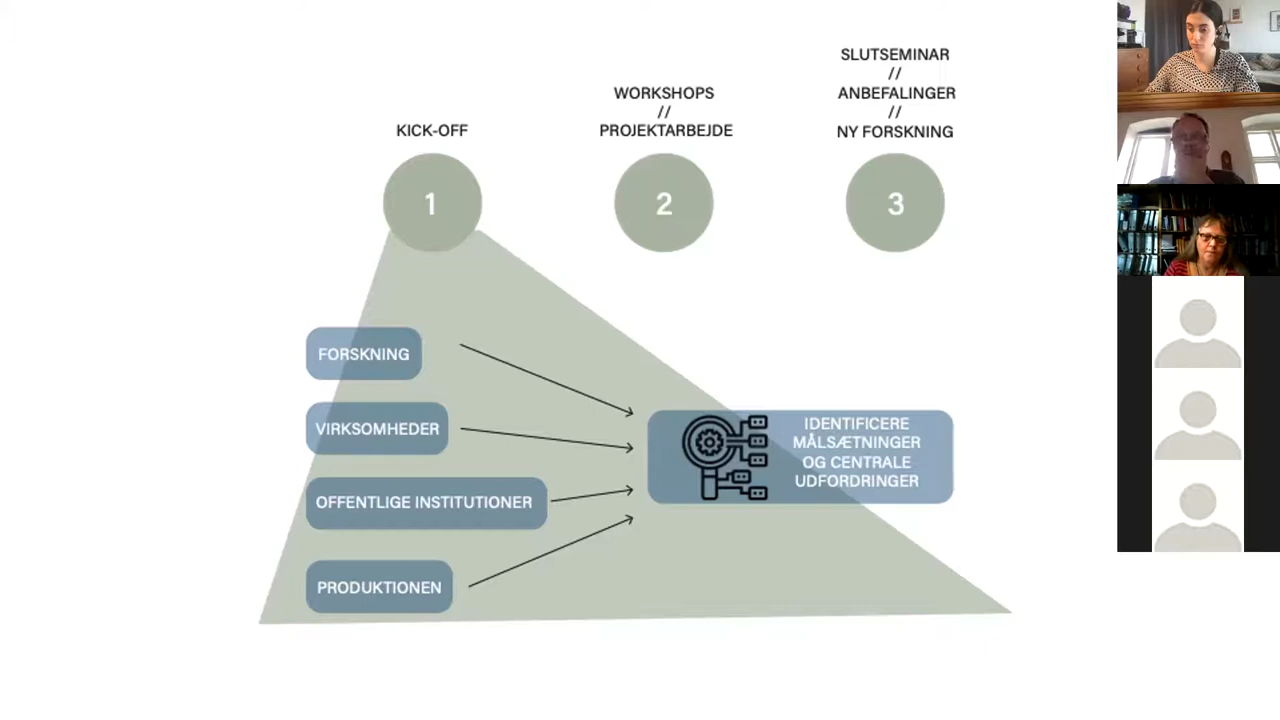 KICK-OFF
1
WORKSHOPS
//
PROJEKTARBEJDE
2
SLUTSEMINAR
//
ANBEFALINGER
//
NY FORSKNING
3
FORSKNING
VIRKSOMHEDER
OFFENTLIGE INSTITUTIONER
PRODUKTIONEN
IDENTIFICERE
MÅLSÆTNINGER
OG CENTRALE
UDFORDRINGER